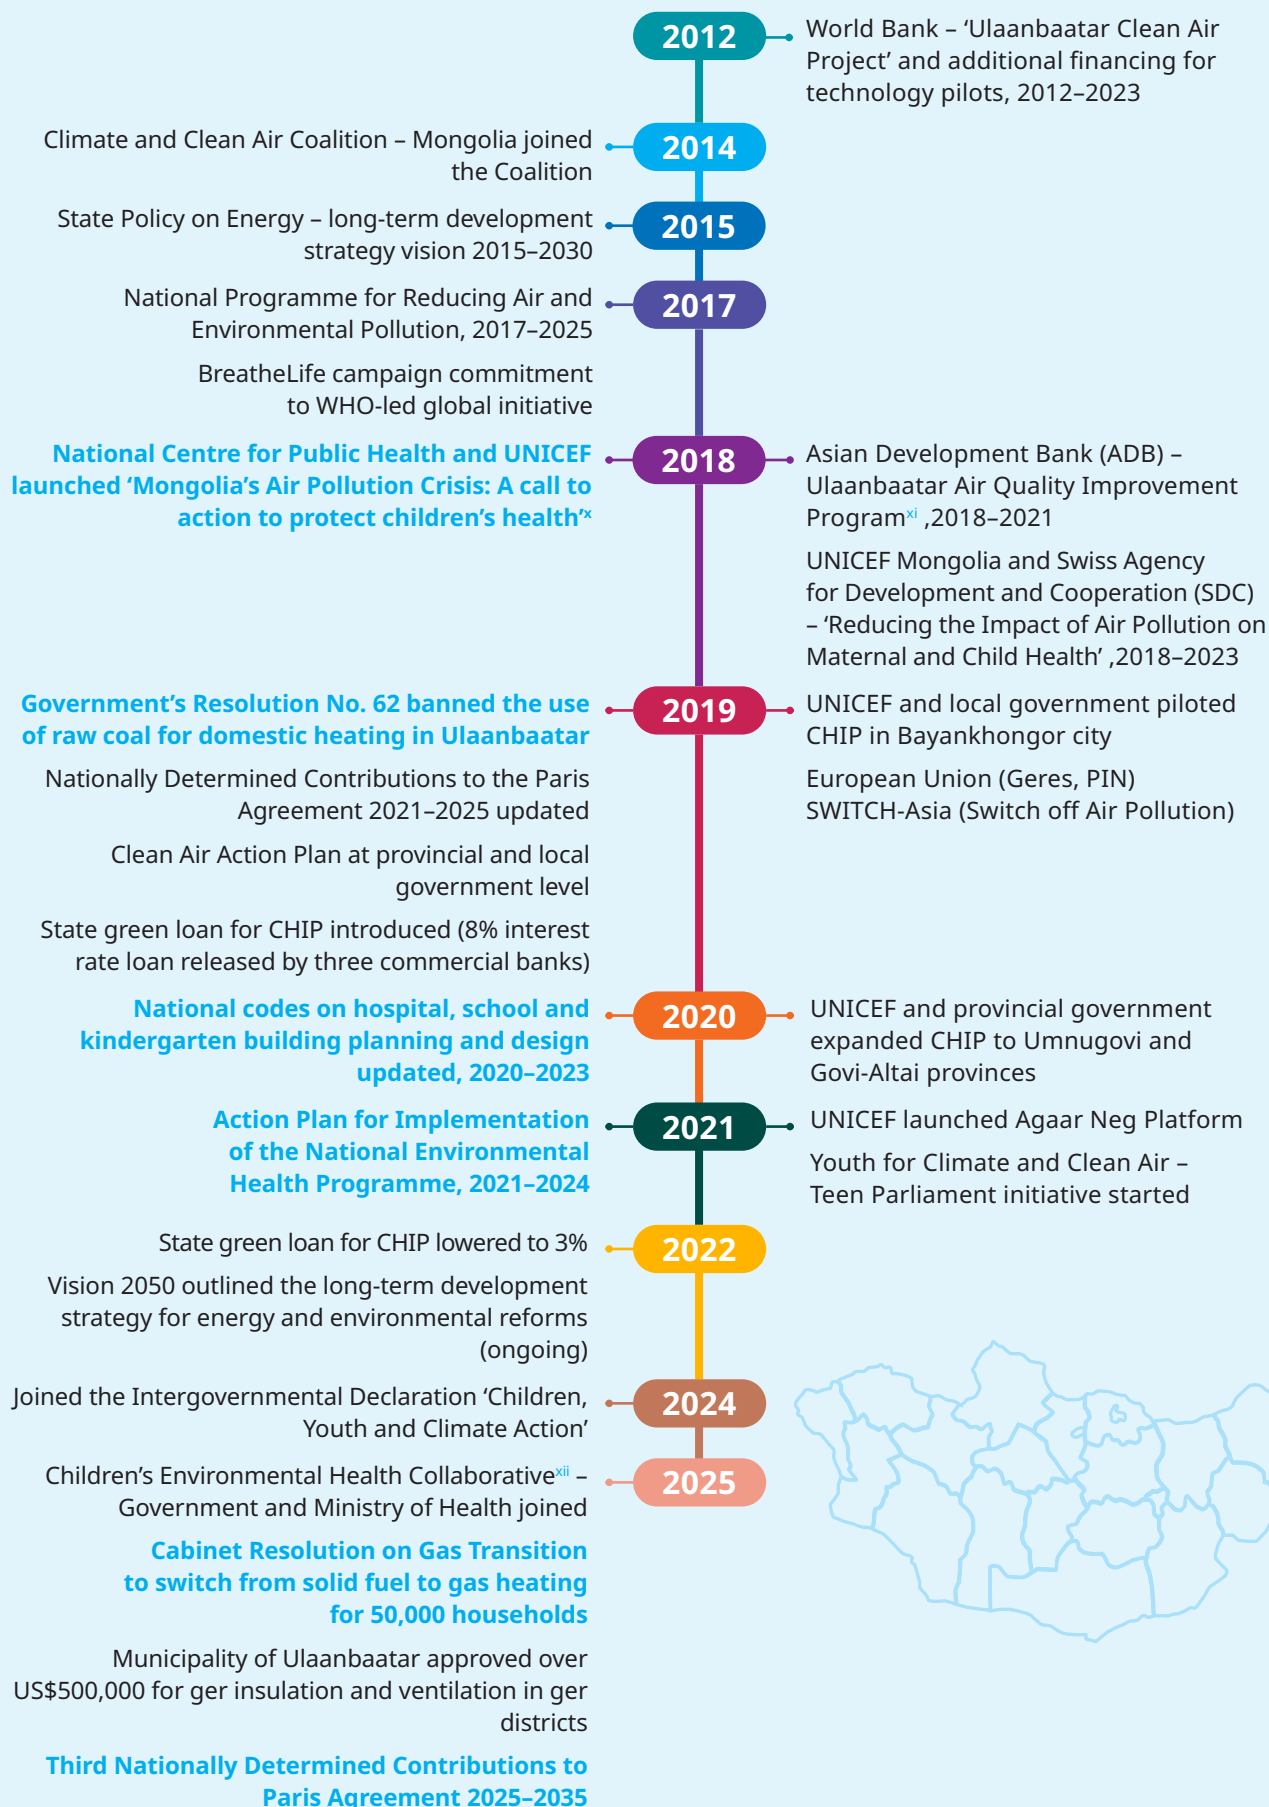 2012
World Bank – ‘Ulaanbaatar Clean Air
Project’ and additional financing for
technology pilots, 2012–2023
Climate and Clean Air Coalition – Mongolia joined
the Coalition
2014
State Policy on Energy – long-term development
strategy vision 2015–2030
2015
National Programme for Reducing Air and
Environmental Pollution, 2017–2025
BreatheLife campaign commitment
to WHO-led global initiative
2017
National Centre for Public Health and UNICEF
launched ‘Mongolia’s Air Pollution Crisis: A call to
action to protect children’s health’x
2018
Asian Development Bank (ADB) –
Ulaanbaatar Air Quality Improvement
Programxi ,2018–2021
UNICEF Mongolia and Swiss Agency
for Development and Cooperation (SDC)
– ‘Reducing the Impact of Air Pollution on
Maternal and Child Health’ ,2018–2023
Government’s Resolution No. 62 banned the use
of raw coal for domestic heating in Ulaanbaatar
Nationally Determined Contributions to the Paris
Agreement 2021–2025 updated
Clean Air Action Plan at provincial and local
government level
State green loan for CHIP introduced (8% interest
rate loan released by three commercial banks)
2019
UNICEF and local government piloted
CHIP in Bayankhongor city
European Union (Geres, PIN)
SWITCH-Asia (Switch off Air Pollution)
National codes on hospital, school and
kindergarten building planning and design
updated, 2020–2023
2020
UNICEF and provincial government
expanded CHIP to Umnugovi and
Govi-Altai provinces
Action Plan for Implementation
of the National Environmental
Health Programme, 2021–2024
2021
UNICEF launched Agaar Neg Platform
Youth for Climate and Clean Air –
Teen Parliament initiative started
State green loan for CHIP lowered to 3%
Vision 2050 outlined the long-term development
strategy for energy and environmental reforms
(ongoing)
2022
Joined the Intergovernmental Declaration ‘Children,
Youth and Climate Action’
2024
Children’s Environmental Health Collaborativexii –
Government and Ministry of Health joined
Cabinet Resolution on Gas Transition
to switch from solid fuel to gas heating
for 50,000 households
Municipality of Ulaanbaatar approved over
US$500,000 for ger insulation and ventilation in ger
districts
Third Nationally Determined Contributions to
Paris Agreement 2025–2035
2025